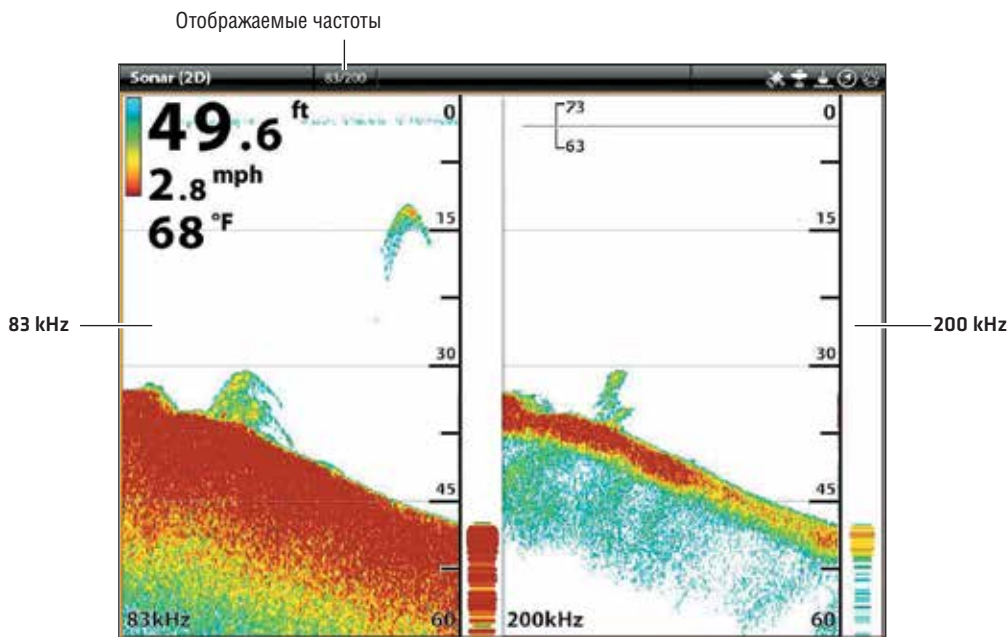 Отображаемые частоты
Sonar (2D) 83/200
49.6 ft
2.8 mph
68 °F
0
15
30
45
60
83kHz
73
63
0
15
30
45
60
200kHz
83 kHz
200 kHz